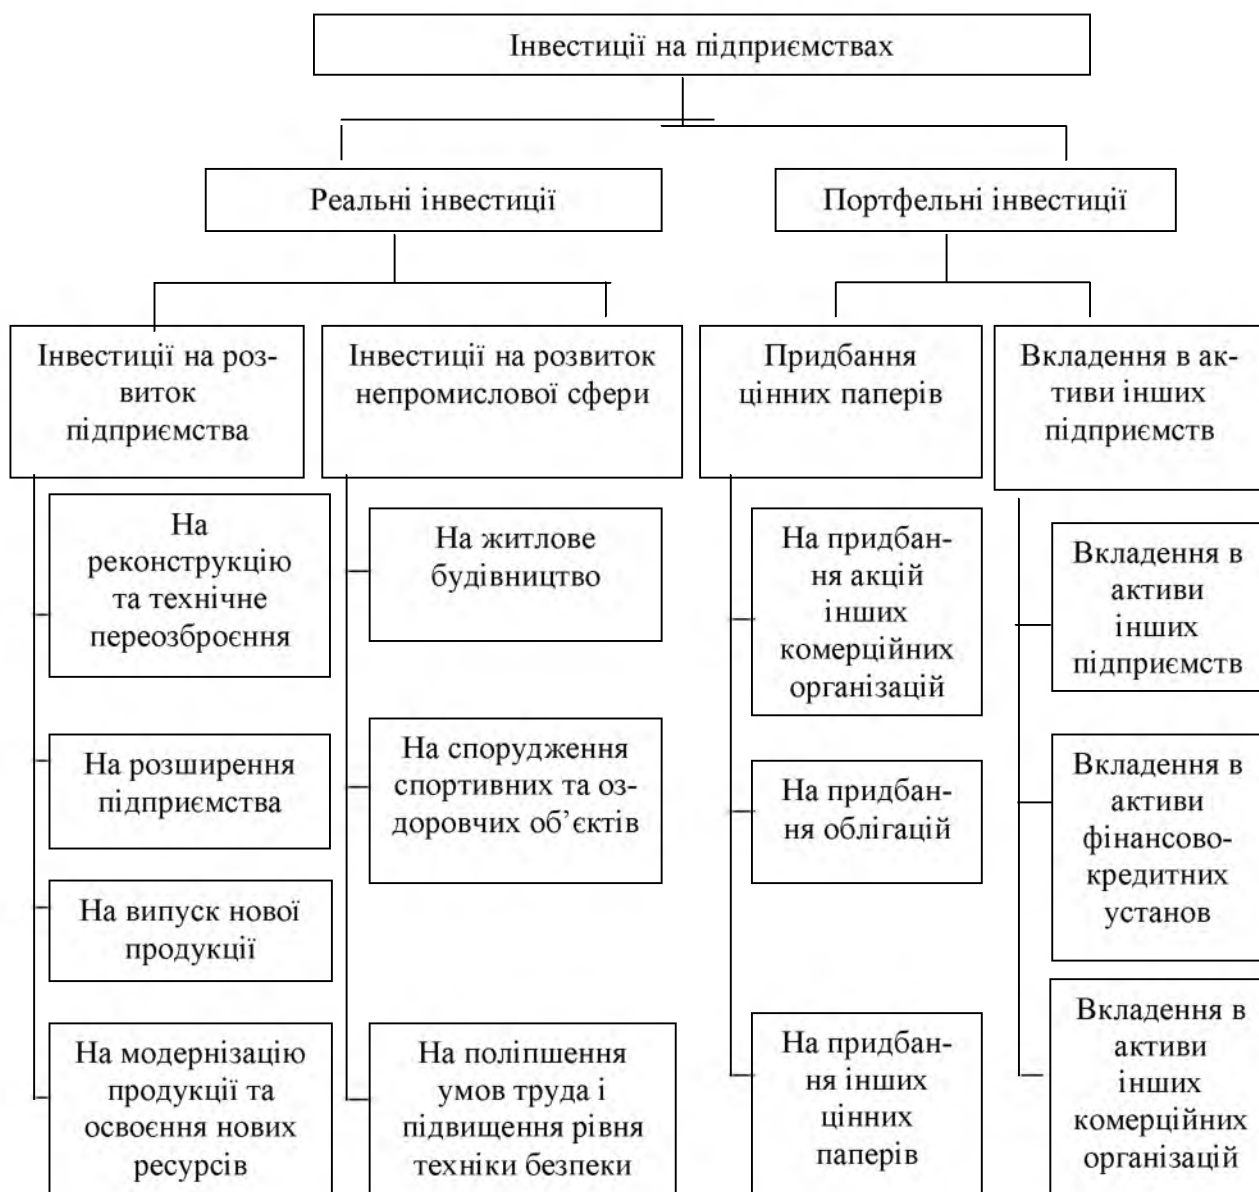 Інвестиції на підприємствах
Реальні інвестиції
Портфельні інвестиції
Інвестиції на роз-
виток
підприємства
Інвестиції на розвиток
непромислової сфери
Придбання
цінних паперів
Вкладення в ак-
тиви інших
підприємств
На
реконструкцію
та технічне
переозброєння
На розширення
підприємства
На випуск нової
продукції
На модернізацію
продукції та
освоєння нових
ресурсів
На житлове
будівництво
На спорудження
спортивних та оз-
доровчих об’єктів
На поліпшення
умов труда і
підвищення рівня
техніки безпеки
На придбан-
ня акцій
інших
комерційних
організацій
На придбан-
ня облігацій
На придбан-
ня інших
цінних
паперів
Вкладення в
активи
інших
підприємств
Вкладення в
активи
фінансово-
кредитних
установ
Вкладення в
активи
інших
комерційних
організацій